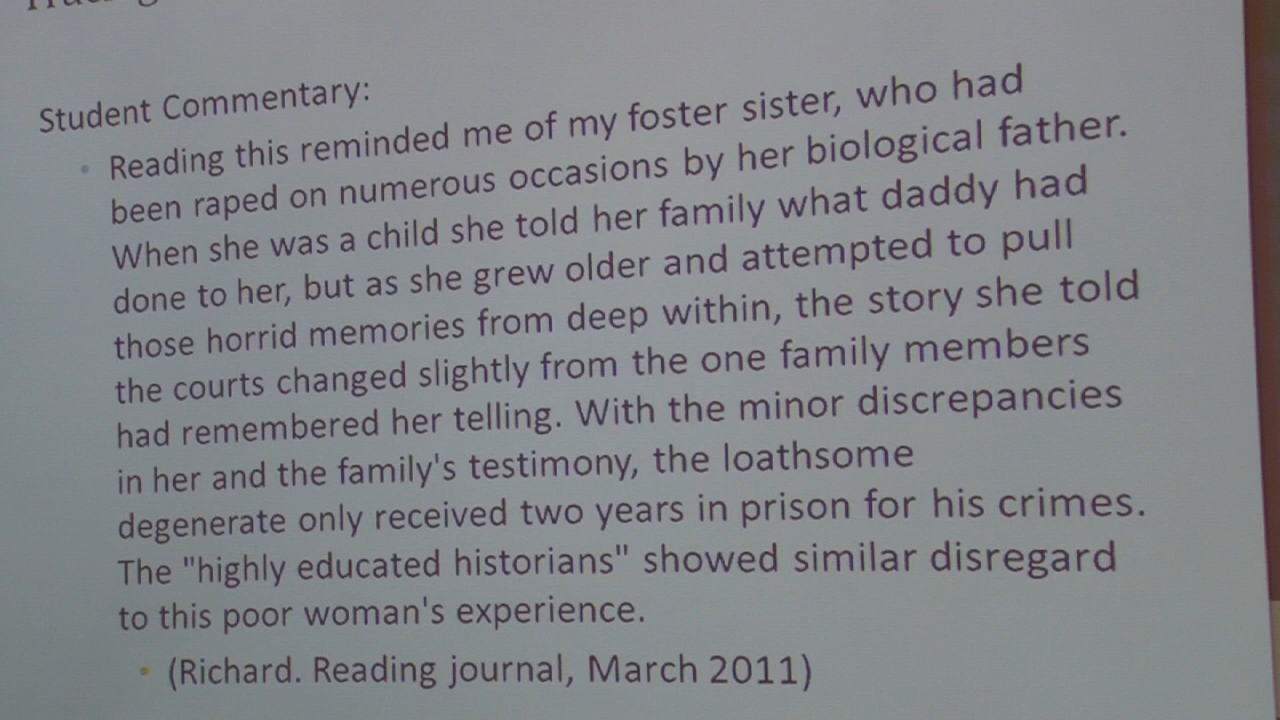 Student Commentary:
Reading this reminded me of my foster sister, who had
been raped on numerous occasions by her biological father.
When she was a child she told her family what daddy had
done to her, but as she grew older and attempted to pull
those horrid memories from deep within, the story she told
the courts changed slightly from the one family members
had remembered her telling. With the minor discrepancies
in her and the family's testimony, the loathsome
degenerate only received two years in prison for his crimes.
The "highly educated historians" showed similar disregard
to this poor woman's experience.
(Richard. Reading journal, March 2011)